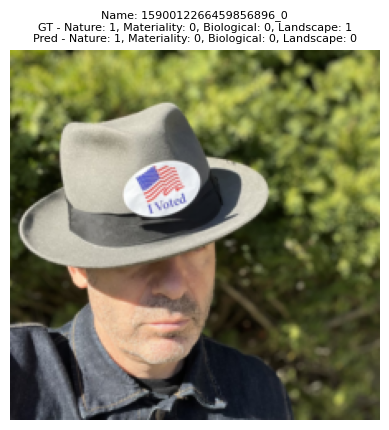 Name: 1590012266459856896_0
GT - Nature: 1, Materiality: 0, Biological: 0, Landscape: 1
Pred - Nature: 1, Materiality: 0, Biological: 0, Landscape: 0
I Voted